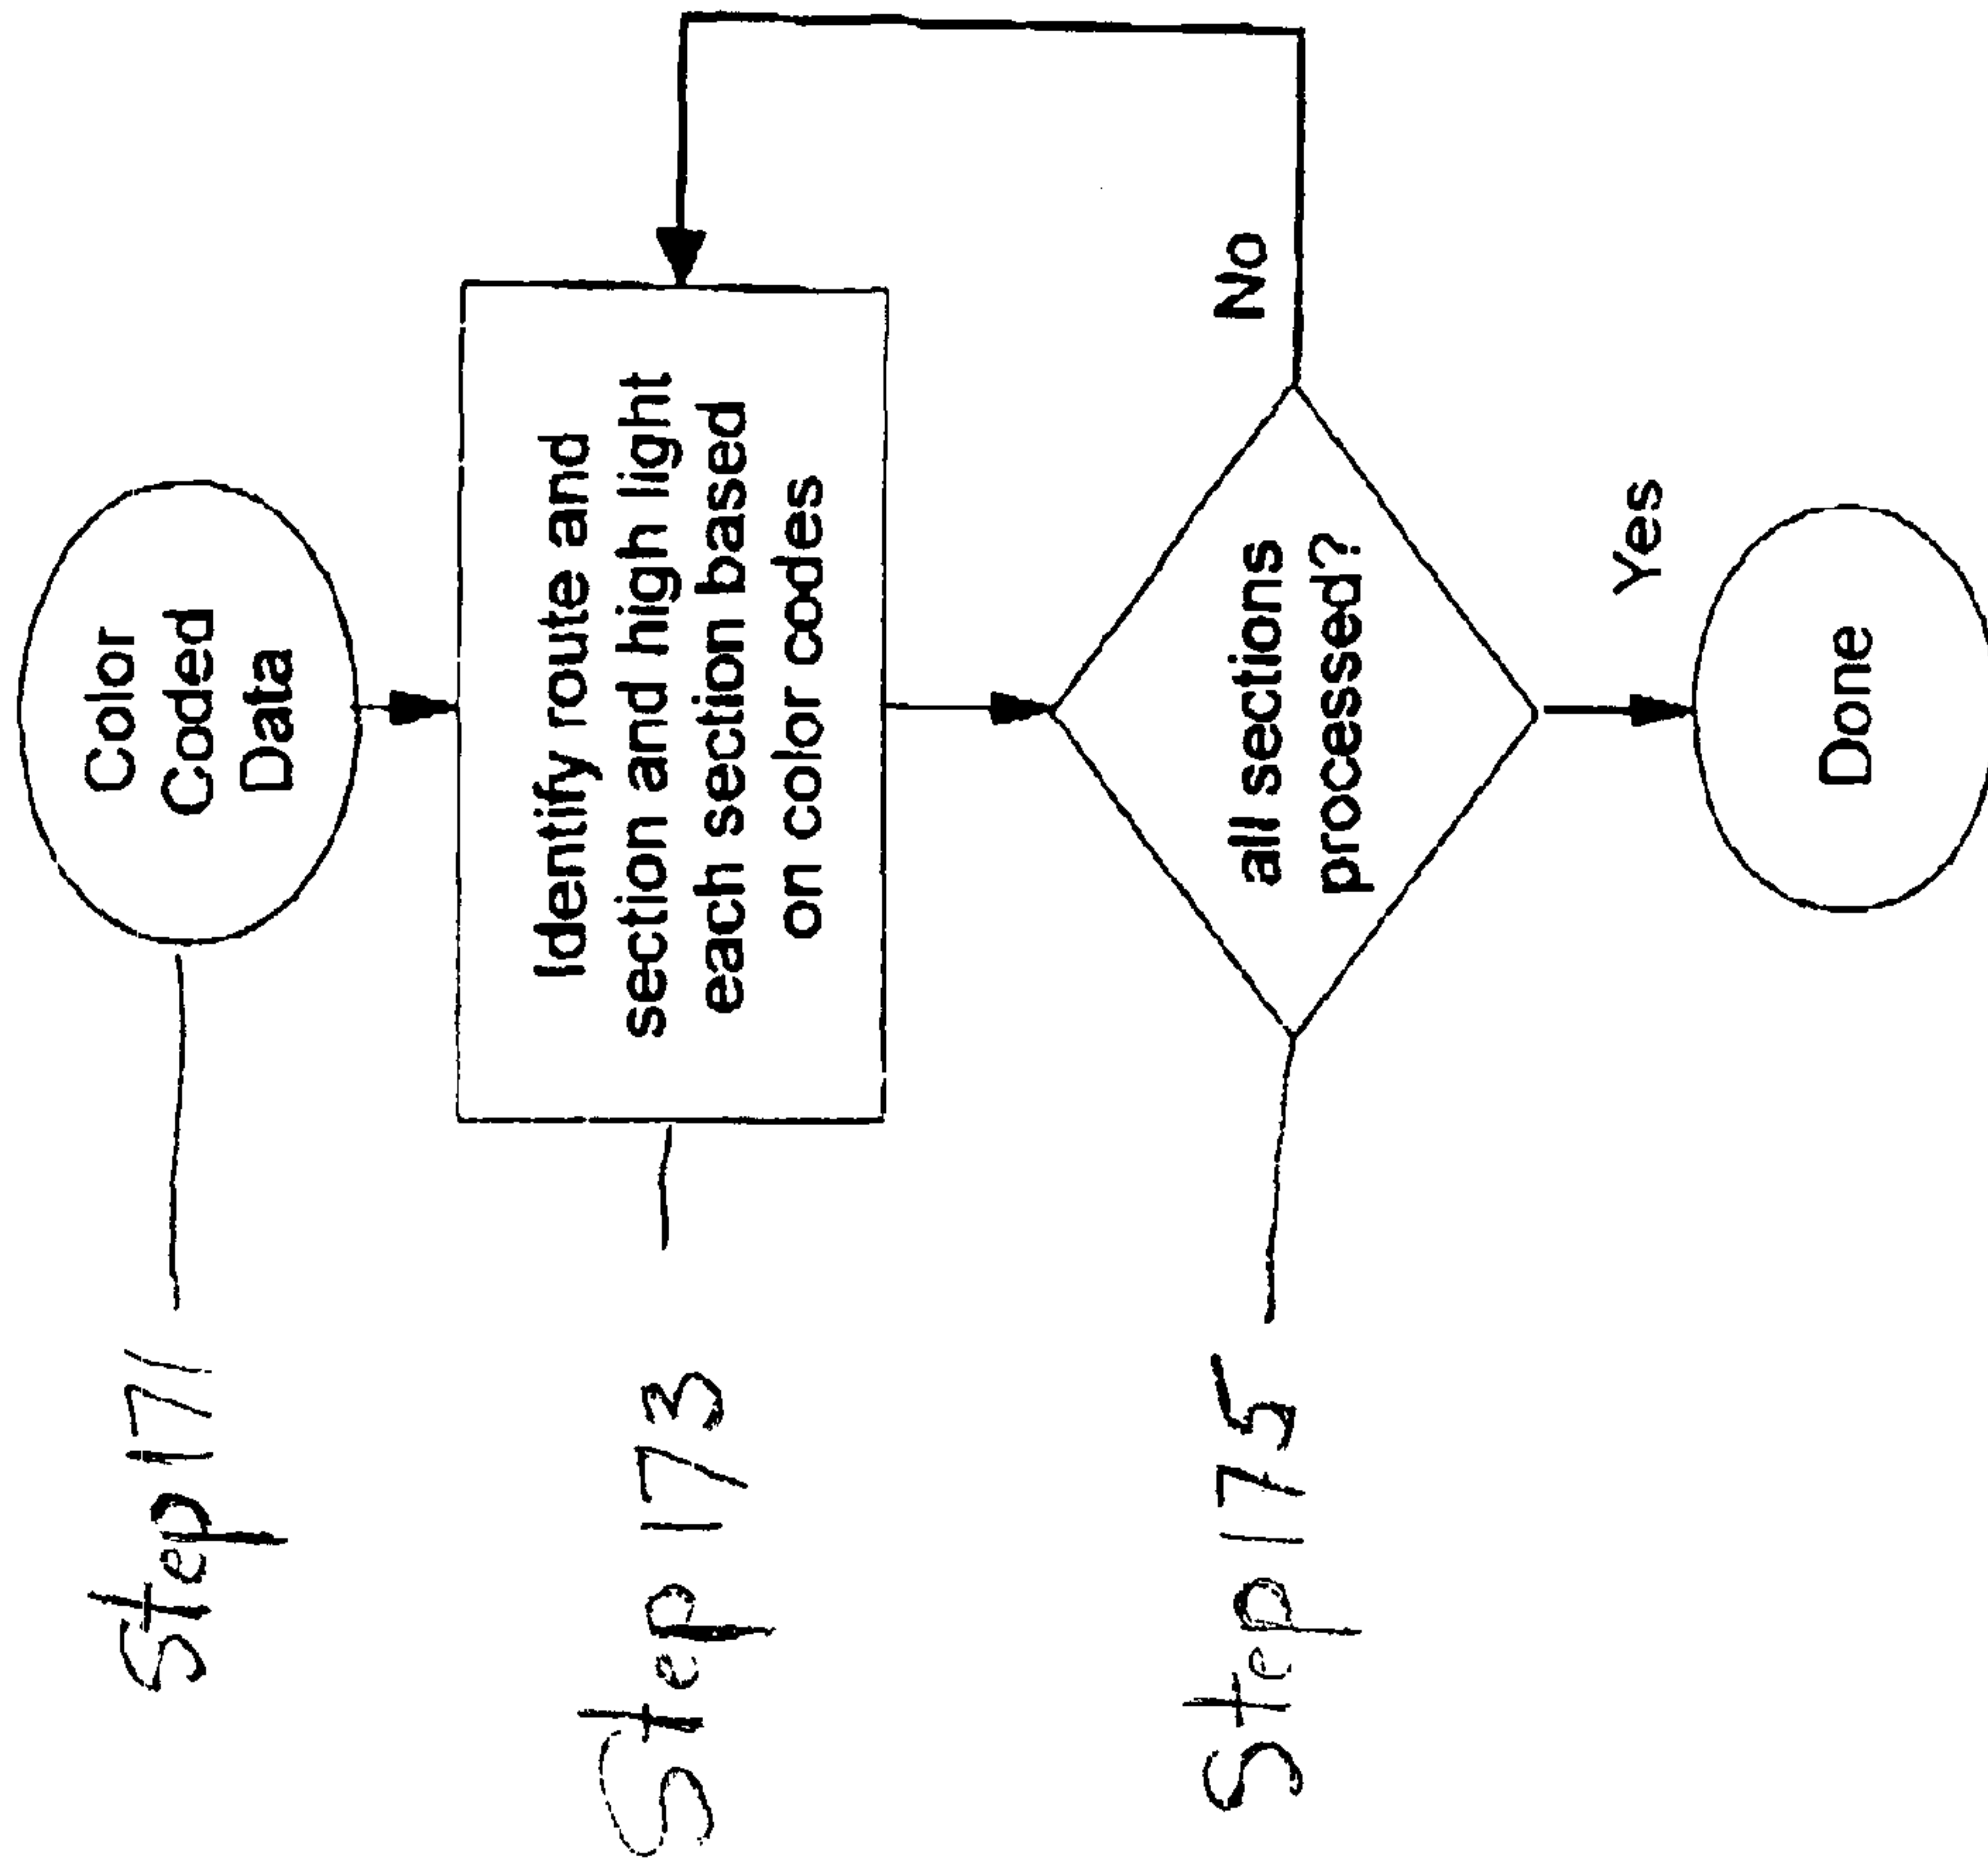 Color
Coded
Data
Step 171
Identify route and
section and high light
each section based
on color codes
Step 173
all sections
processed?
No
Step 175
Yes
Done